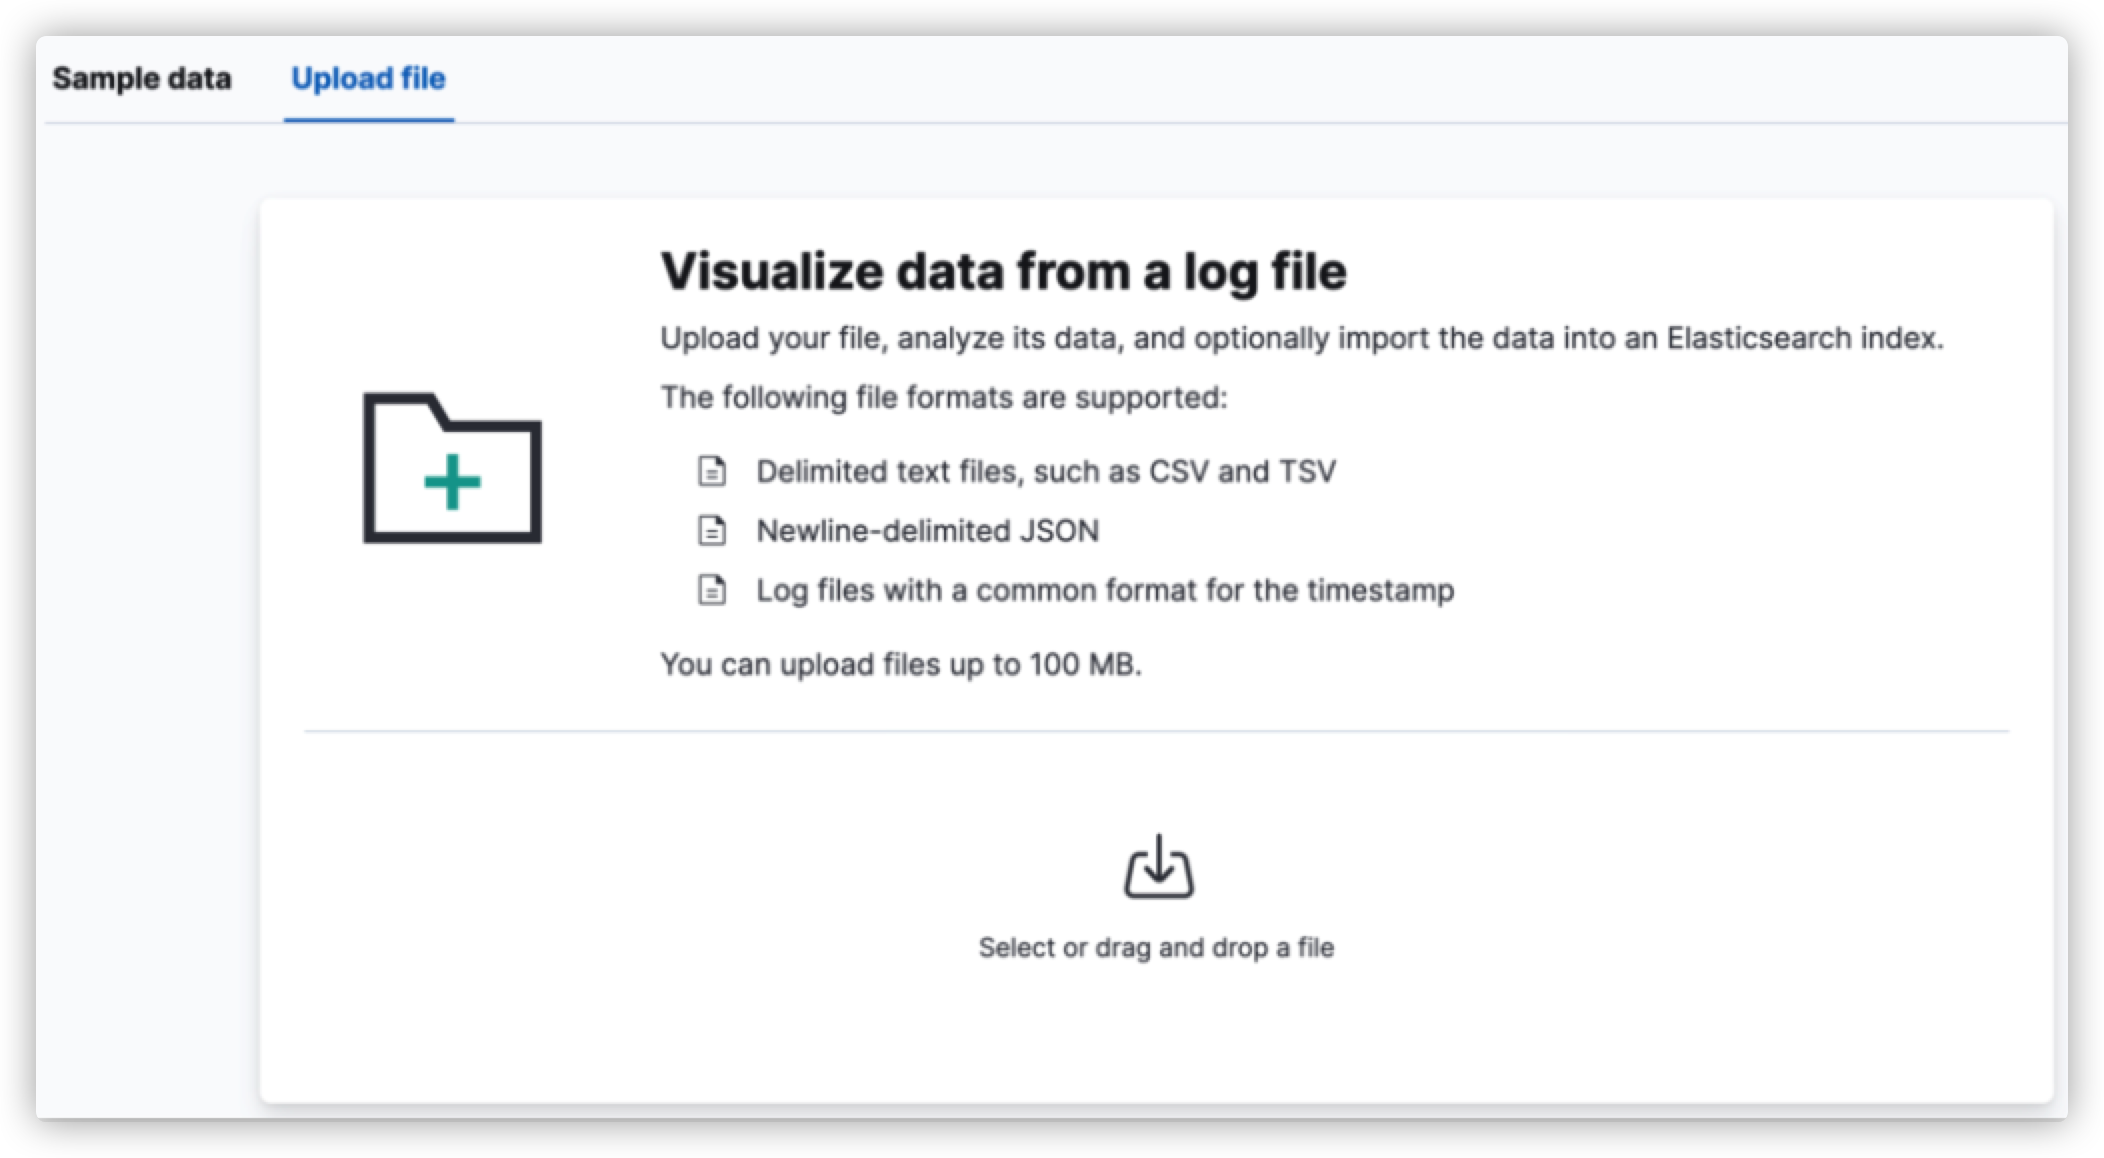 Sample data
Upload file
Visualize data from a log file
Upload your file, analyze its data, and optionally import the data into an Elasticsearch index.
The following file formats are supported:
Delimited text files, such as CSV and TSV
Newline-delimited JSON
Log files with a common format for the timestamp
You can upload files up to 100 MB.
Select or drag and drop a file